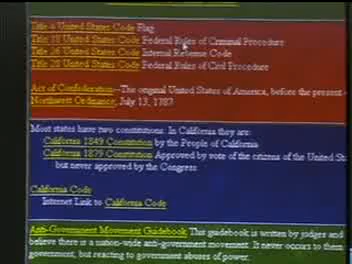 Title 4 United States Code Flag
Title 18 United States Code Federal Rules of Criminal Procedure
Title 26 United States Code Internal Revenue Code
Title 28 United States Code Federal Rules of Civil Procedure
Act of Confederation--The original United States of America, before the present
Northwest Ordinance, July 13, 1787
Most states have two constitutions. In California they are:
California 1849 Constitution by the People of California
California 1879 Constitution Approved by vote of the citizens of the United Sta
but never approved by the Congress
California Code
Internet Link to California Code
Anti-Government Movement Guidebook This guidebook is written by judges and
believe there is a nation-wide anti-government movement. It never occurs to them
government, but reacting to government abuses of power.